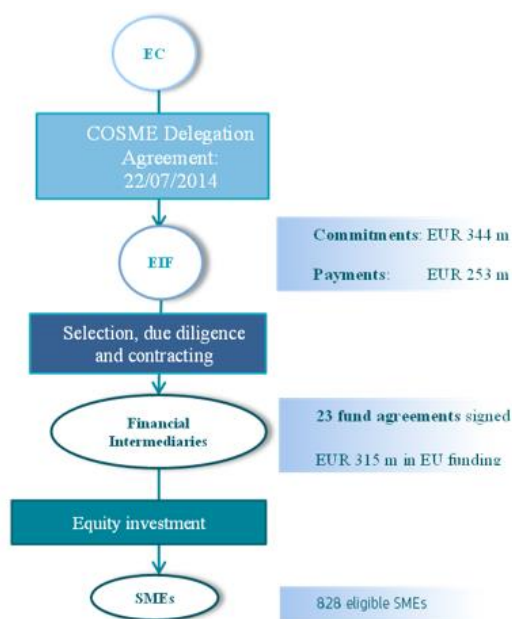 EC
COSME Delegation
Agreement:
22/07/2014
EIF
Commitments: EUR 344 m
Payments: EUR 253 m
Selection, due diligence
and contracting
Financial
Intermediaries
23 fund agreements signed
EUR 315 m in EU funding
Equity investment
SMEs
828 eligible SMEs